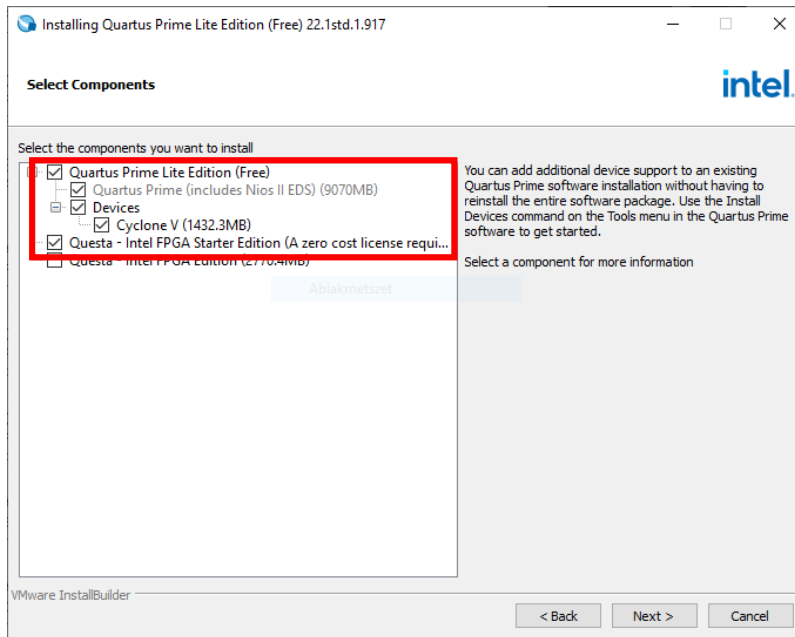 Installing Quartus Prime Lite Edition (Free) 22.1std.1.917
Select Components
intel.
Select the components you want to install
Quartus Prime Lite Edition (Free)
Quartus Prime (includes Nios II EDS) (9070MB)
Devices
Cyclone V (1432.3MB)
Questa - Intel FPGA Starter Edition (A zero cost license requi...
Questa - Intel FPGA Edition (2770.4MB)
You can add additional device support to an existing
Quartus Prime software installation without having to
reinstall the entire software package. Use the Install
Devices command on the Tools menu in the Quartus Prime
software to get started.
Select a component for more information
Ablakmetszet
VMware InstallBuilder
< Back
Next >
Cancel